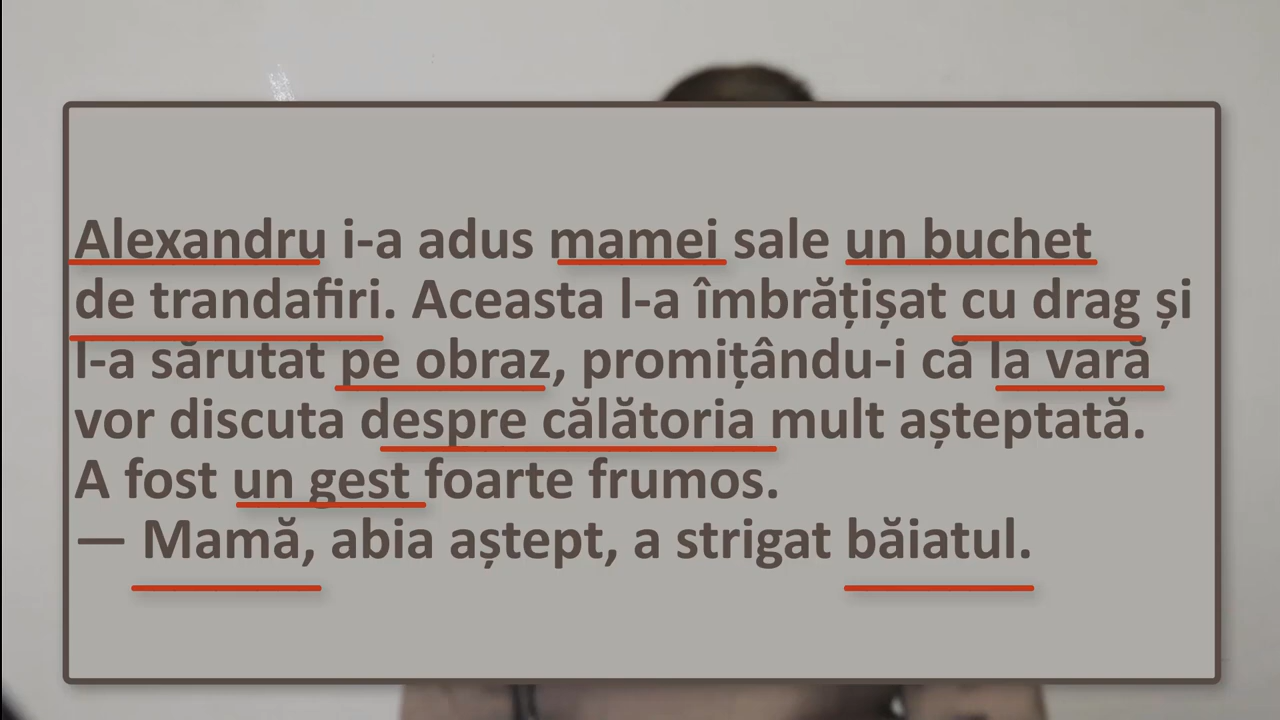 Alexandru i-a adus mamei sale un buchet
de trandafiri. Aceasta l-a îmbrățișat cu drag și
l-a sărutat pe obraz, promițându-i că la vară
vor discuta despre călătoria mult așteptată.
A fost un gest foarte frumos.
— Mamă, abia aștept, a strigat băiatul.